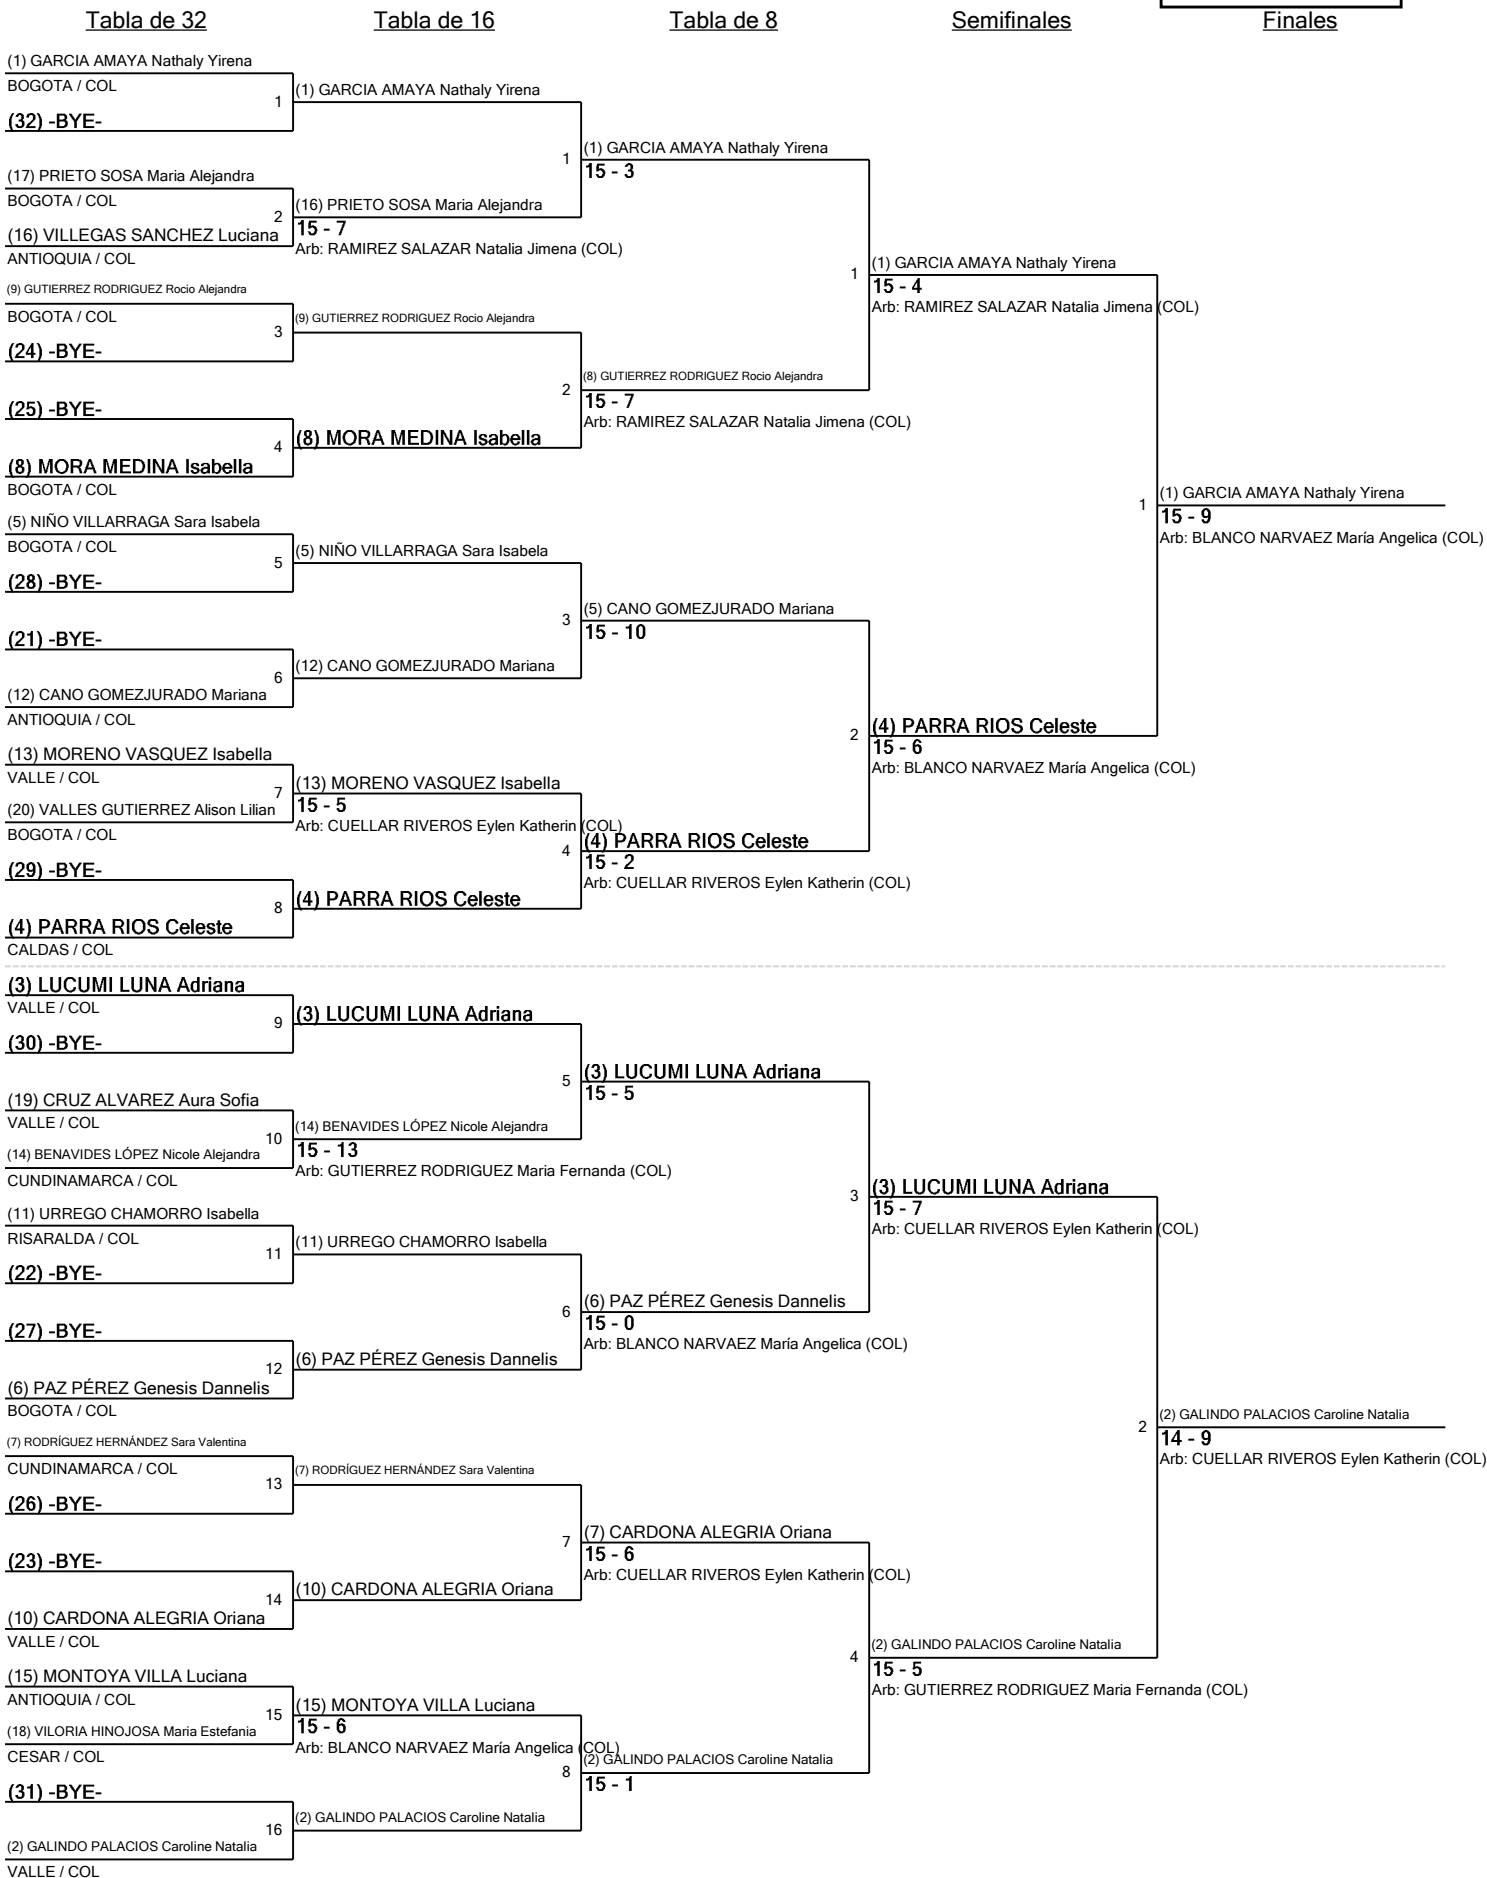 Tabla de 32
Tabla de 16
Tabla de 8
Semifinales
Finales
(1) GARCIA AMAYA Nathaly Yirena
BOGOTA / COL
1
(32) -BYE-
(17) PRIETO SOSA Maria Alejandra
BOGOTA / COL
2
(16) VILLEGAS SANCHEZ Luciana
ANTIOQUIA / COL
(9) GUTIERREZ RODRIGUEZ Rocio Alejandra
BOGOTA / COL
3
(24) -BYE-
(25) -BYE-
4
(8) MORA MEDINA Isabella
BOGOTA / COL
(5) NIÑO VILLARRAGA Sara Isabela
BOGOTA / COL
5
(28) -BYE-
(21) -BYE-
6
(12) CANO GOMEZJURADO Mariana
ANTIOQUIA / COL
(13) MORENO VASQUEZ Isabella
VALLE / COL
7
(20) VALLES GUTIERREZ Alison Lilian
BOGOTA / COL
(29) -BYE-
8
(4) PARRA RIOS Celeste
CALDAS / COL
(3) LUCUMI LUNA Adriana
VALLE / COL
9
(30) -BYE-
(19) CRUZ ALVAREZ Aura Sofia
VALLE / COL
10
(14) BENAVIDES LÓPEZ Nicole Alejandra
CUNDINAMARCA / COL
(11) URREGO CHAMORRO Isabella
RISARALDA / COL
11
(22) -BYE-
(27) -BYE-
12
(6) PAZ PÉREZ Genesis Dannelis
BOGOTA / COL
(7) RODRÍGUEZ HERNÁNDEZ Sara Valentina
CUNDINAMARCA / COL
13
(26) -BYE-
(23) -BYE-
14
(10) CARDONA ALEGRIA Oriana
VALLE / COL
(15) MONTOYA VILLA Luciana
ANTIOQUIA / COL
15
(18) VILORIA HINOJOSA Maria Estefania
CESAR / COL
(31) -BYE-
16
(2) GALINDO PALACIOS Caroline Natalia
VALLE / COL
(1) GARCIA AMAYA Nathaly Yirena
1
(16) PRIETO SOSA Maria Alejandra
15 - 7
Arb: RAMIREZ SALAZAR Natalia Jimena (COL)
(9) GUTIERREZ RODRIGUEZ Rocio Alejandra
2
(8) MORA MEDINA Isabella
(5) NIÑO VILLARRAGA Sara Isabela
3
(12) CANO GOMEZJURADO Mariana
(13) MORENO VASQUEZ Isabella
15 - 5
Arb: CUELLAR RIVEROS Eylen Katherin (COL)
4
(4) PARRA RIOS Celeste
(3) LUCUMI LUNA Adriana
5
(14) BENAVIDES LÓPEZ Nicole Alejandra
15 - 13
Arb: GUTIERREZ RODRIGUEZ Maria Fernanda (COL)
(11) URREGO CHAMORRO Isabella
6
(6) PAZ PÉREZ Genesis Dannelis
(7) RODRÍGUEZ HERNÁNDEZ Sara Valentina
7
(10) CARDONA ALEGRIA Oriana
(15) MONTOYA VILLA Luciana
15 - 6
Arb: BLANCO NARVAEZ María Angelica (COL)
8
(2) GALINDO PALACIOS Caroline Natalia
(1) GARCIA AMAYA Nathaly Yirena
15 - 3
1
(8) GUTIERREZ RODRIGUEZ Rocio Alejandra
15 - 7
Arb: RAMIREZ SALAZAR Natalia Jimena (COL)
(5) CANO GOMEZJURADO Mariana
15 - 10
2
(4) PARRA RIOS Celeste
15 - 2
Arb: CUELLAR RIVEROS Eylen Katherin (COL)
(3) LUCUMI LUNA Adriana
15 - 5
3
(6) PAZ PÉREZ Genesis Dannelis
15 - 0
Arb: BLANCO NARVAEZ María Angelica (COL)
(7) CARDONA ALEGRIA Oriana
15 - 6
Arb: CUELLAR RIVEROS Eylen Katherin (COL)
4
(2) GALINDO PALACIOS Caroline Natalia
15 - 1
(1) GARCIA AMAYA Nathaly Yirena
15 - 4
Arb: RAMIREZ SALAZAR Natalia Jimena (COL)
1
(4) PARRA RIOS Celeste
15 - 6
Arb: BLANCO NARVAEZ María Angelica (COL)
(3) LUCUMI LUNA Adriana
15 - 7
Arb: CUELLAR RIVEROS Eylen Katherin (COL)
2
(2) GALINDO PALACIOS Caroline Natalia
15 - 5
Arb: GUTIERREZ RODRIGUEZ Maria Fernanda (COL)
(1) GARCIA AMAYA Nathaly Yirena
15 - 9
Arb: BLANCO NARVAEZ María Angelica (COL)
(2) GALINDO PALACIOS Caroline Natalia
14 - 9
Arb: CUELLAR RIVEROS Eylen Katherin (COL)